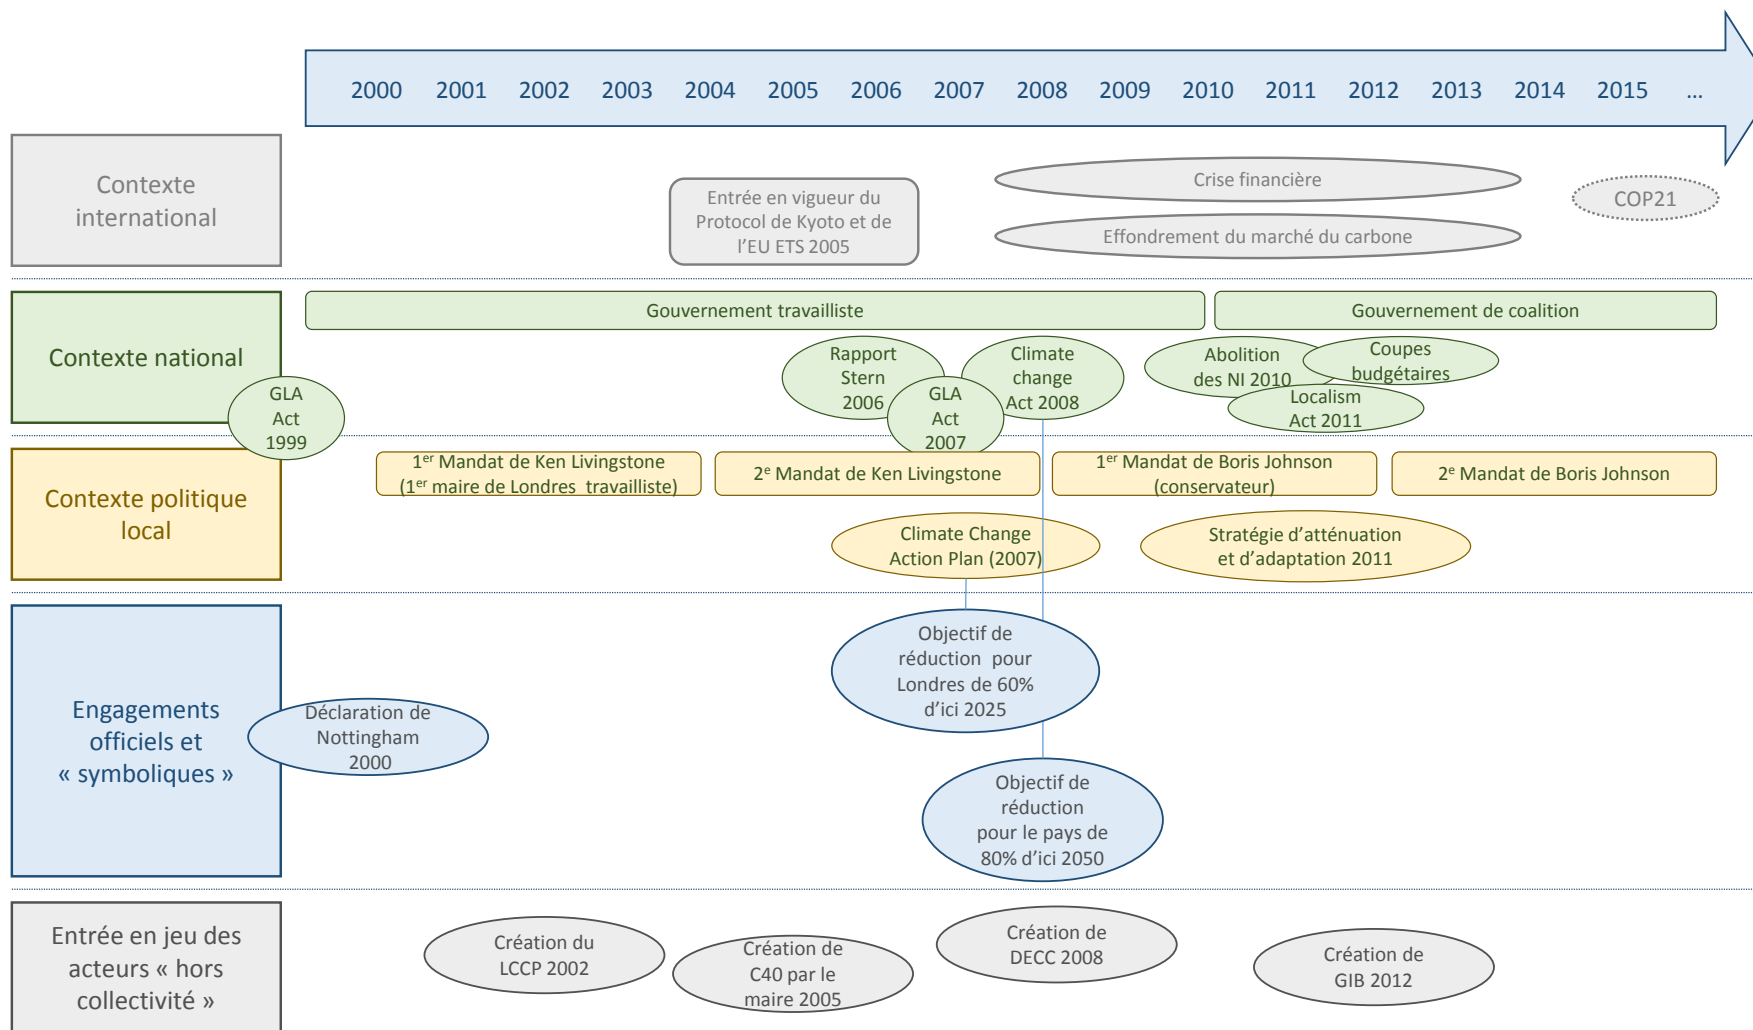 2000 2001 2002 2003 2004 2005 2006 2007 2008 2009 2010 2011 2012 2013 2014 2015 ...
Contexte
international
Entrée en vigueur du
Protocol de Kyoto et de
l'EU ETS 2005
Crise financière
Effondrement du marché du carbone
COP21
Contexte national
Gouvernement travailliste
Gouvernement de coalition
GLA
Act
1999
Rapport
Stern
2006
GLA
Act
2007
Climate
change
Act 2008
Abolition
des NI 2010
Coupes
budgétaires
Localism
Act 2011
Contexte politique
local
1er Mandat de Ken Livingstone
(1er maire de Londres travailliste)
2e Mandat de Ken Livingstone
1er Mandat de Boris Johnson
(conservateur)
2e Mandat de Boris Johnson
Climate Change
Action Plan (2007)
Stratégie d'atténuation
et d'adaptation 2011
Engagements
officiels et
« symboliques »
Déclaration de
Nottingham
2000
Objectif de
réduction pour
Londres de 60%
d'ici 2025
Objectif de
réduction
pour le pays de
80% d'ici 2050
Entrée en jeu des
acteurs « hors
collectivité »
Création du
LCCP 2002
Création de
C40 par le
maire 2005
Création de
DECC 2008
Création de
GIB 2012